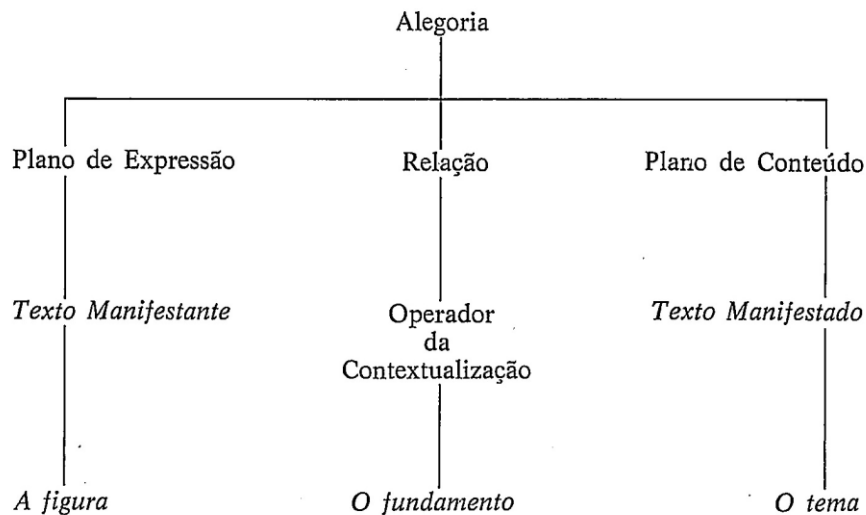 Alegoria
Plano de Expressão
Relação
Plano de Conteúdo
Texto Manifestante
Operador
da
Contextualização
Texto Manifestado
A figura
O fundamento
O tema